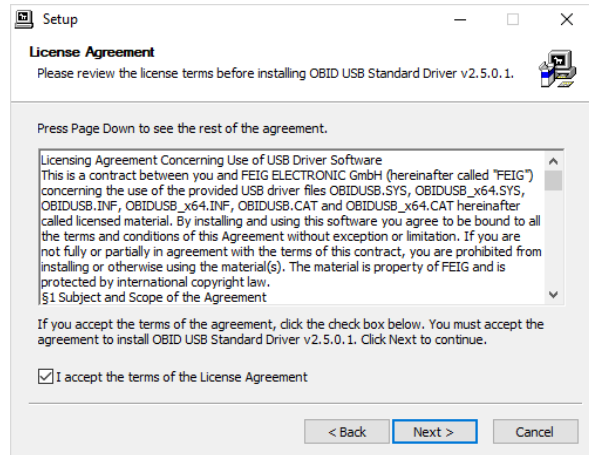 Setup
License Agreement
Please review the license terms before installing OBID USB Standard Driver v2.5.0.1.
Press Page Down to see the rest of the agreement.
Licensing Agreement Concerning Use of USB Driver Software
This is a contract between you and FEIG ELECTRONIC GmbH (hereinafter called "FEIG")
concerning the use of the provided USB driver files OBIDUSB.SYS, OBIDUSB_x64.SYS,
OBIDUSB.INF, OBIDUSB_x64.INF, OBIDUSB.CAT and OBIDUSB_x64.CAT hereinafter
called licensed material. By installing and using this software you agree to be bound to all
the terms and conditions of this Agreement without exception or limitation. If you are
not fully or partially in agreement with the terms of this contract, you are prohibited from
installing or otherwise using the material(s). The material is property of FEIG and is
protected by international copyright law.
§1 Subject and Scope of the Agreement
If you accept the terms of the agreement, click the check box below. You must accept the
agreement to install OBID USB Standard Driver v2.5.0.1. Click Next to continue.
I accept the terms of the License Agreement
< Back Next > Cancel